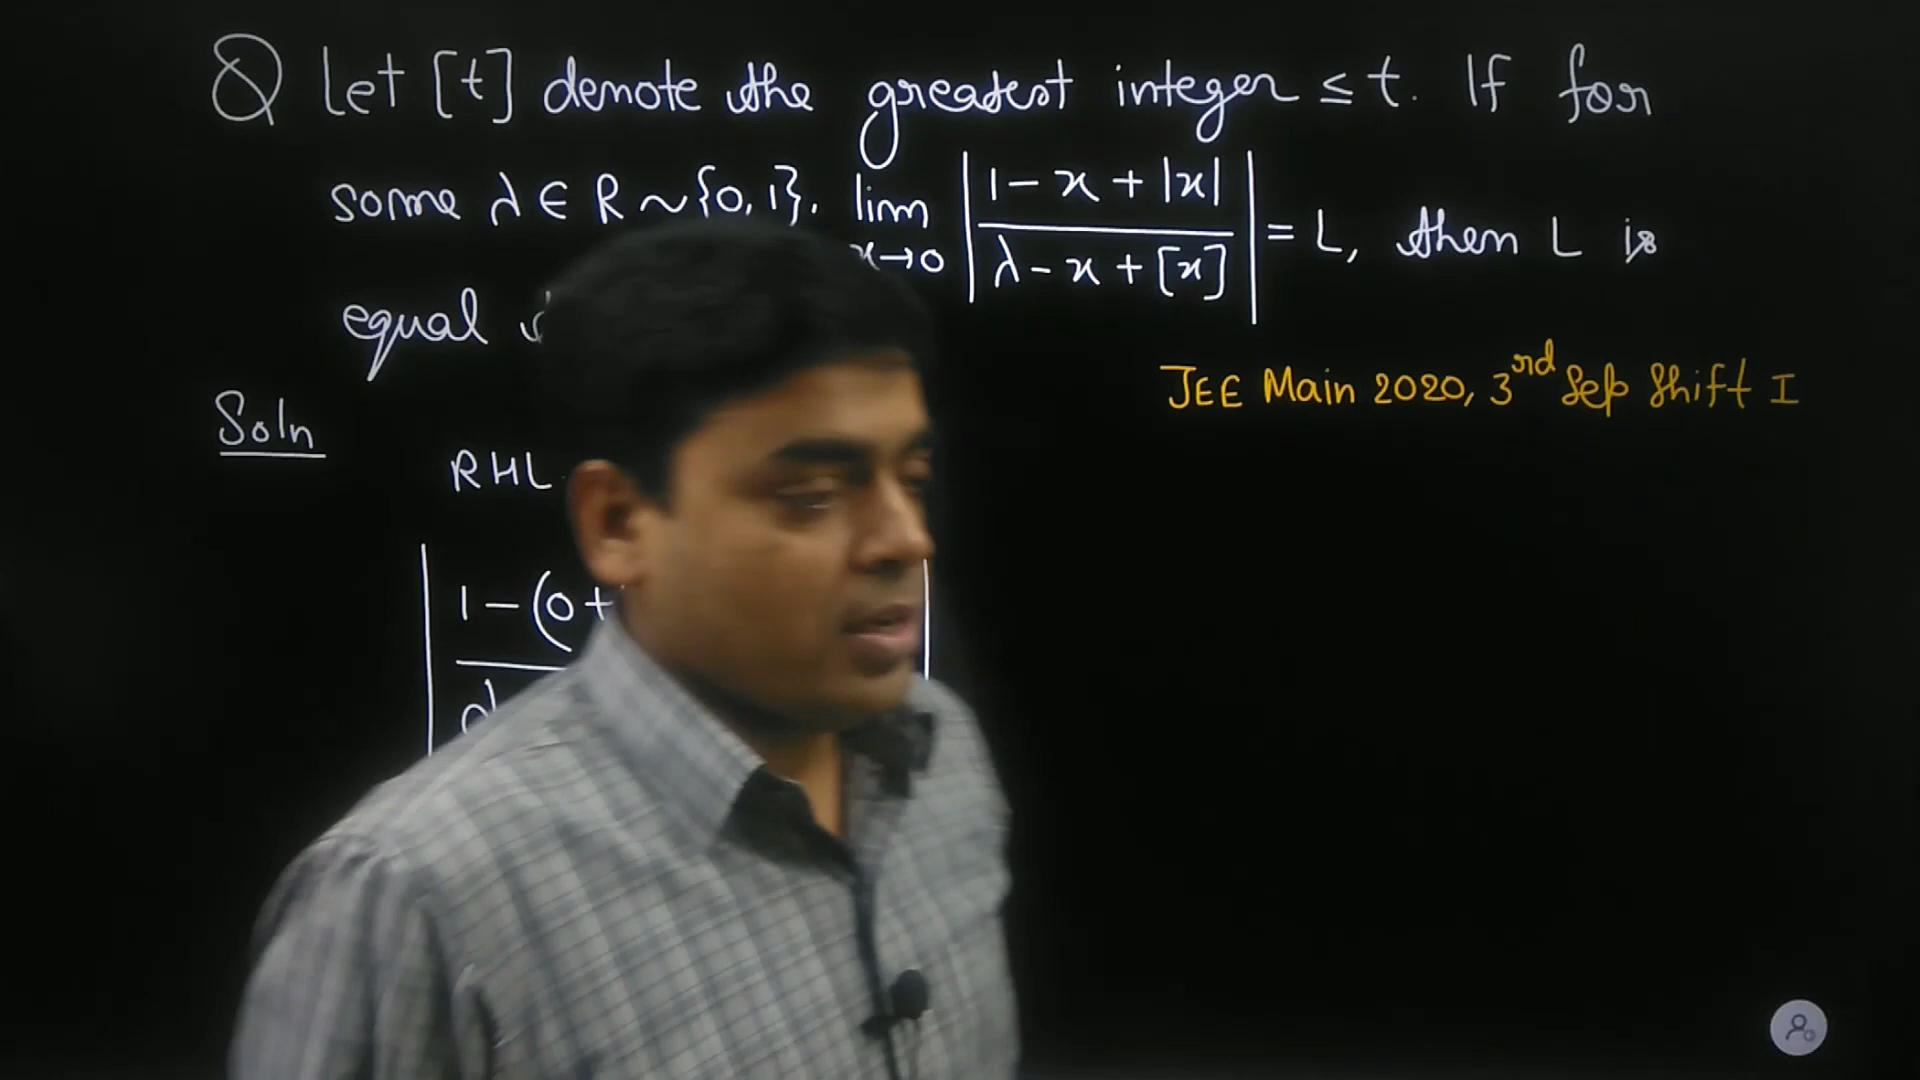 Q Let [t] denote the greatest integer ≤ t. If for
some λ ∈ R ~ {0, 1}, lim x→0 | (1 - x + |x|) / (λ - x + [x]) | = L, then L is
equal
JEE Main 2020, 3rd Sep Shift I
Soln
RHL
1 - (0+